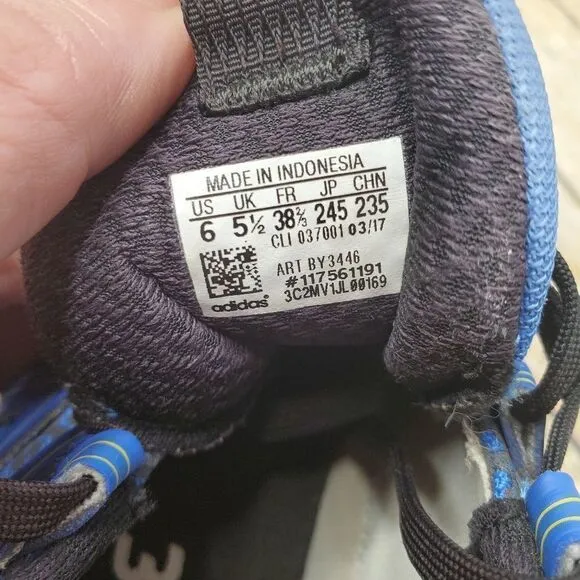 MADE IN INDONESIA
US UK FR JP CHN
6 5½ 38⅔ 245 235
CLI 037001 03/17
ART BY3446
#117561191
3C2MV1JL00169
adidas